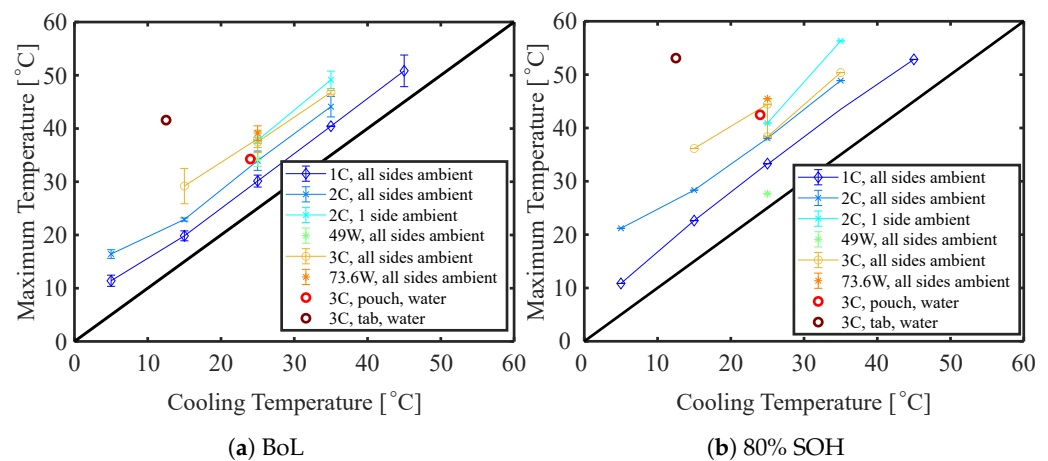 60
50
40
30
20
10
0
Maximum Temperature [°C]
1C, all sides ambient
2C, all sides ambient
2C, 1 side ambient
49W, all sides ambient
3C, all sides ambient
73.6W, all sides ambient
3C, pouch, water
3C, tab, water
0 10 20 30 40 50 60
Cooling Temperature [°C]
(a) BoL
60
50
40
30
20
10
0
Maximum Temperature [°C]
1C, all sides ambient
2C, all sides ambient
2C, 1 side ambient
49W, all sides ambient
3C, all sides ambient
73.6W, all sides ambient
3C, pouch, water
3C, tab, water
0 10 20 30 40 50 60
Cooling Temperature [°C]
(b) 80% SOH